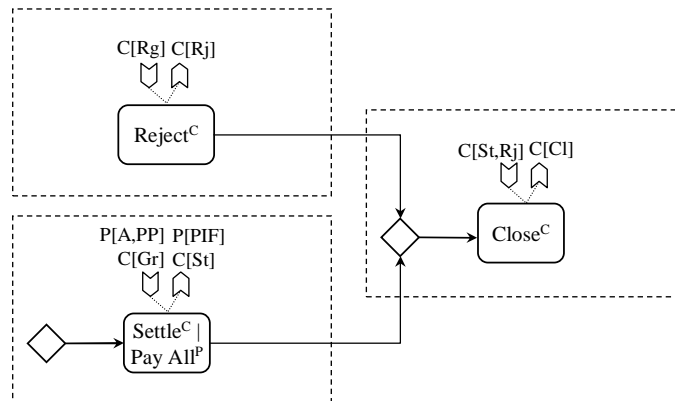 C[Rg] C[Rj]
Reject^C
C[St,Rj] C[Cl]
Close^C
P[A,PP] P[PIF]
C[Gr] C[St]
Settle^C |
Pay All^P